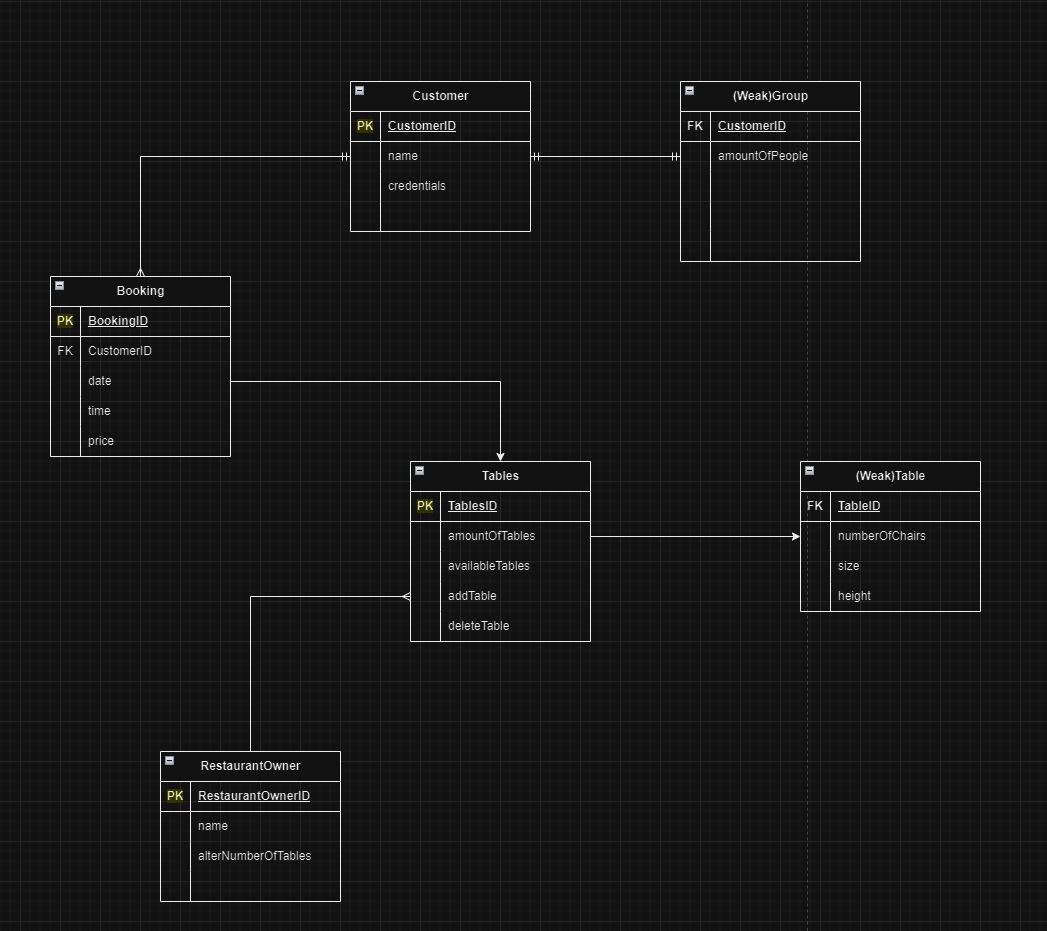 Customer
PK CustomerID
name
credentials
(Weak)Group
FK CustomerID
amountOfPeople
Booking
PK BookingID
FK CustomerID
date
time
price
Tables
PK TablesID
amountOfTables
availableTables
addTable
deleteTable
(Weak)Table
FK TableID
numberOfChairs
size
height
RestaurantOwner
PK RestaurantOwnerID
name
alterNumberOfTables